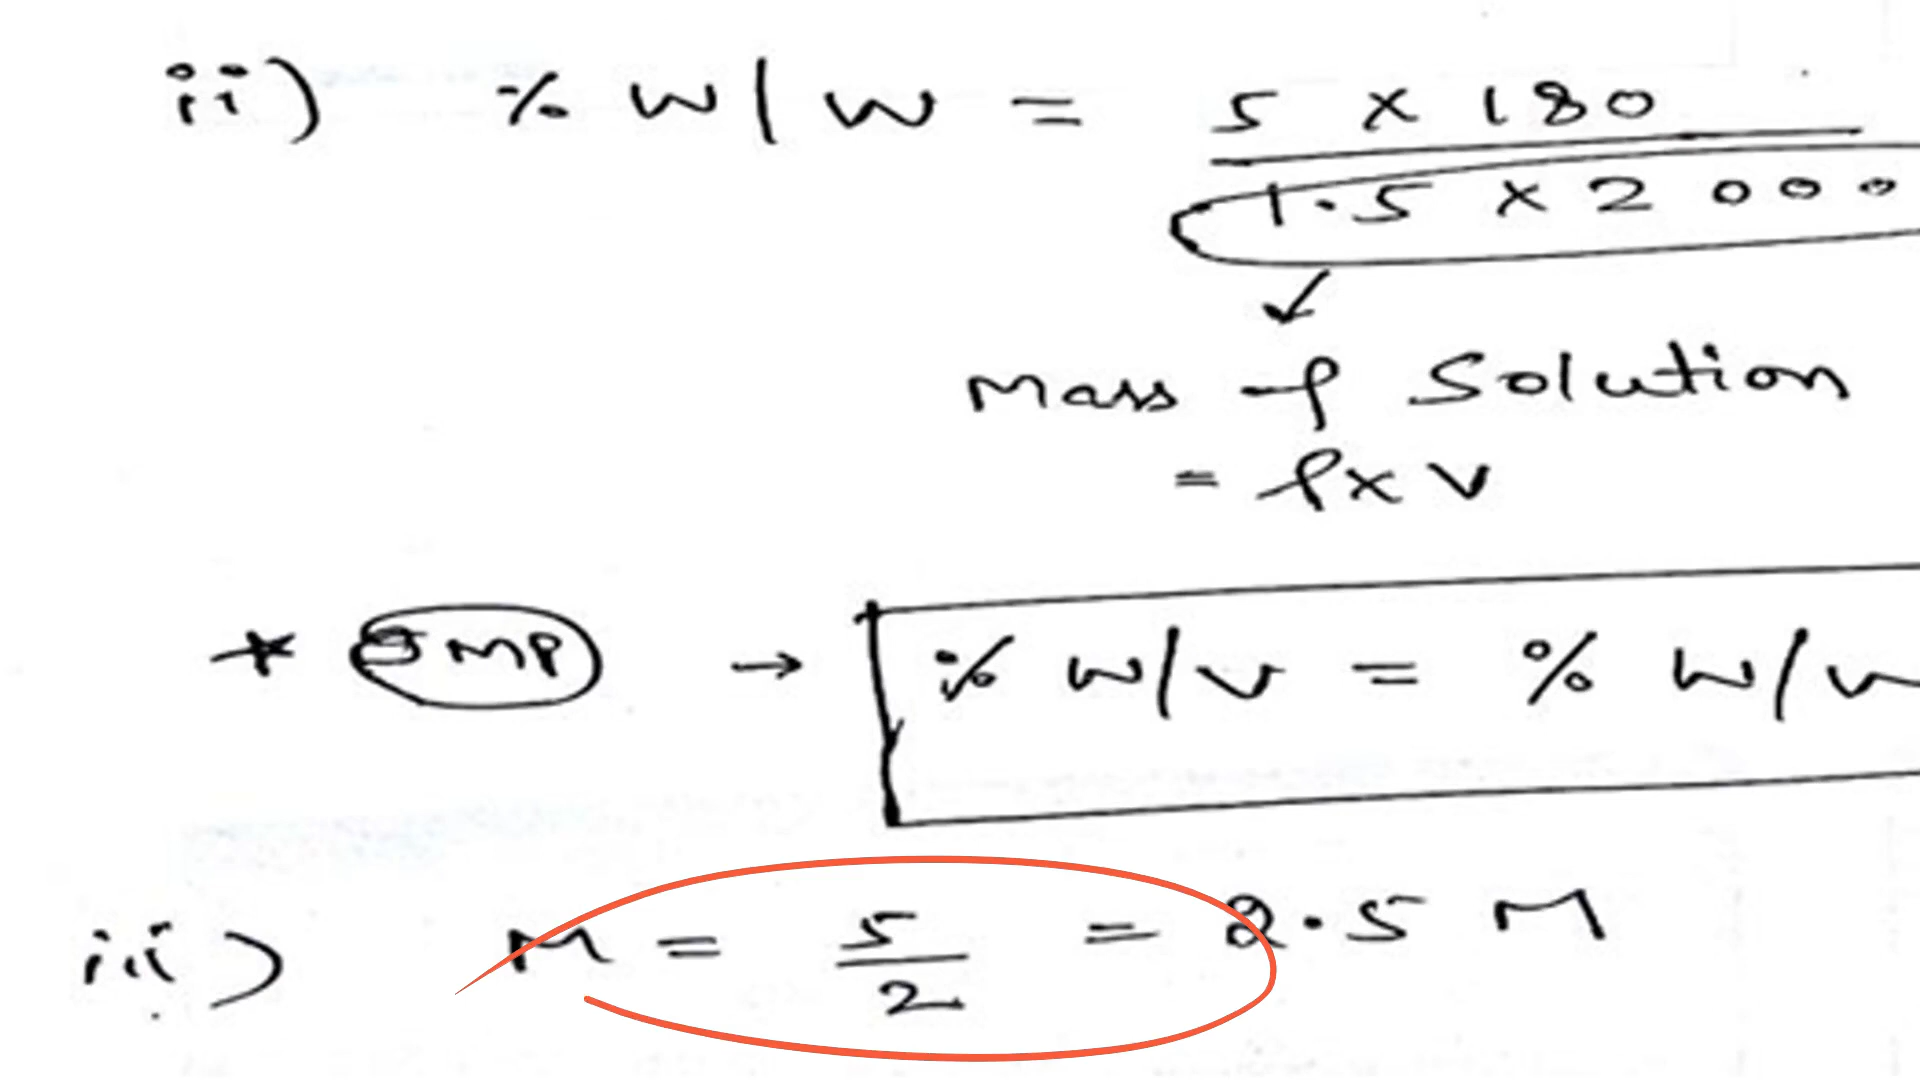 ii) % w/w = 5 x 180
1.5 x 2000
↓
Mass of Solution
= ρ x v
* IMP → % w/v = % w/w
iii) M = 5/2 = 2.5 M